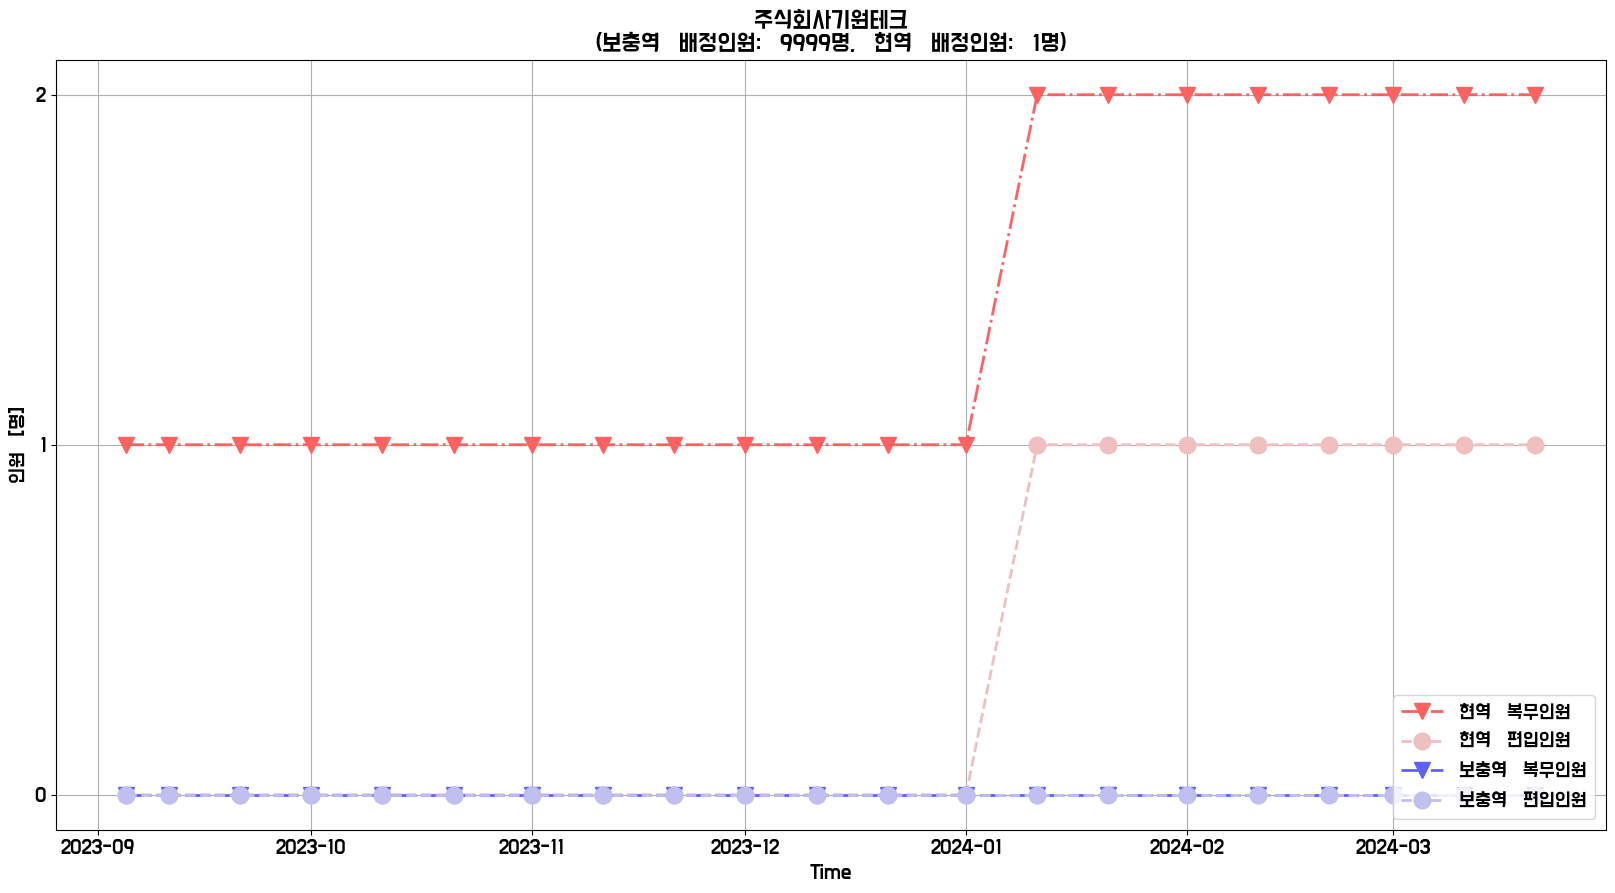 주식회사기원테크
(보충역 배정인원: 9999명, 현역 배정인원: 1명)
2
1
0
인원 [명]
2023-09 2023-10 2023-11 2023-12 2024-01 2024-02 2024-03
Time
현역 복무인원
현역 편입인원
보충역 복무인원
보충역 편입인원